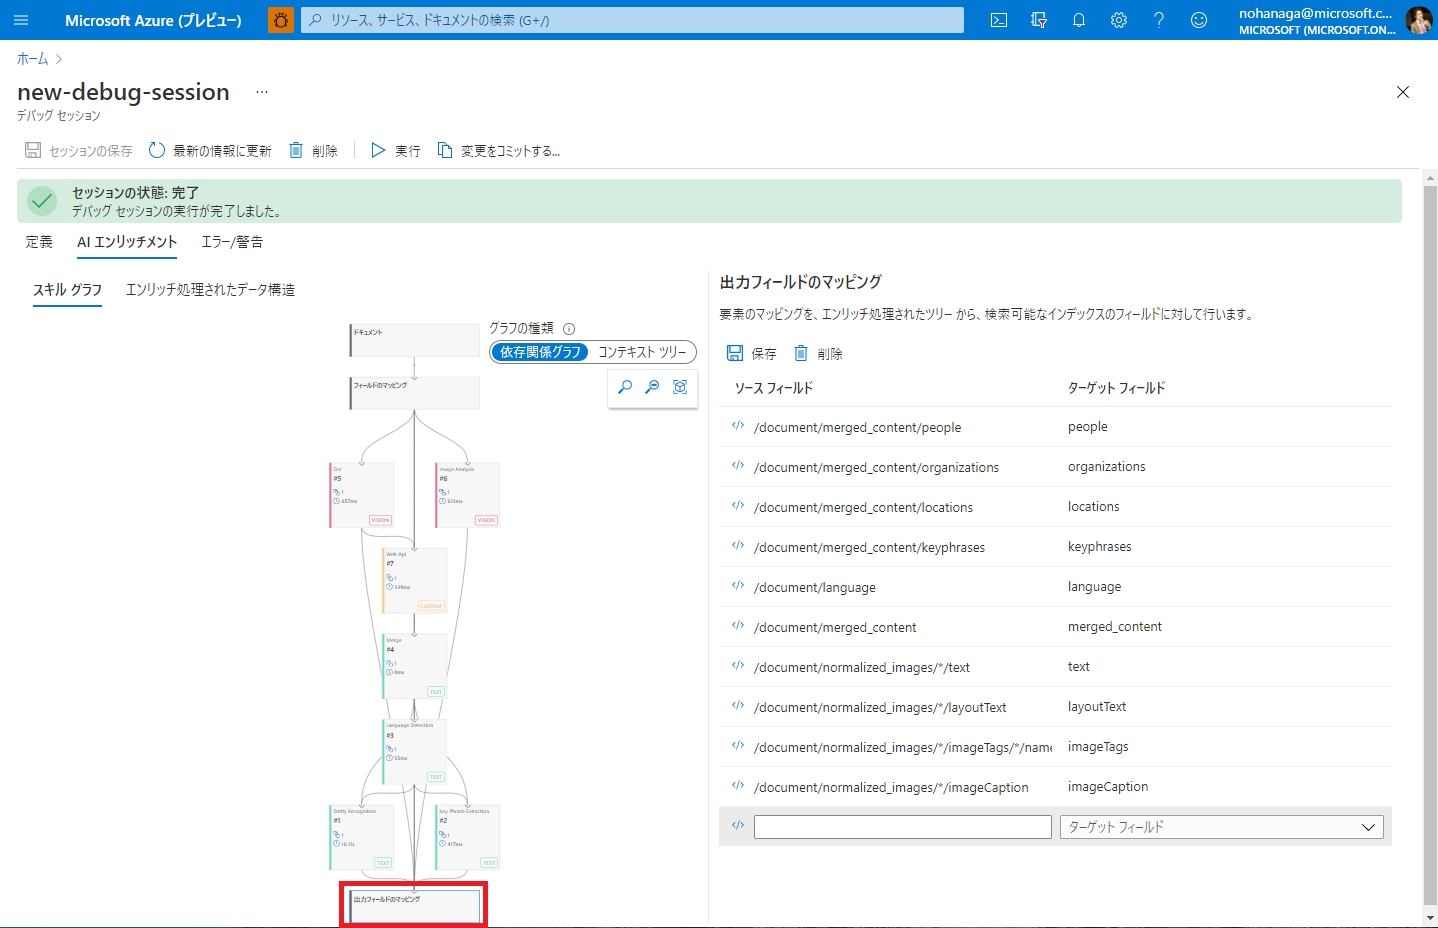 Microsoft Azure (プレビュー)
リソース、サービス、ドキュメントの検索 (G+/)
nohanaga@microsoft.c...
MICROSOFT (MICROSOFT.ON...
ホーム
new-debug-session
デバッグ セッション
セッションの保存
最新の情報に更新
削除
実行
変更をコミットする...
セッションの状態: 完了
デバッグ セッションの実行が完了しました。
定義
AI エンリッチメント
エラー/警告
スキル グラフ
エンリッチ処理されたデータ構造
グラフの種類
依存関係グラフ
コンテキスト ツリー
ドキュメント
フィールドのマッピング
Ocr
#5
1
657ms
VISION
Image Analysis
#6
1
613ms
VISION
Web Api
#7
1
339ms
CUSTOM
Merge
#4
1
0ms
TEXT
Language Detection
#3
1
55ms
TEXT
Entity Recognition
#1
1
16.11s
TEXT
Key Phrase Extraction
#2
1
417ms
TEXT
出力フィールドのマッピング
出力フィールドのマッピング
要素のマッピングを、エンリッチ処理されたツリー から、検索可能なインデックスのフィールドに対して行います。
保存
削除
ソース フィールド
ターゲット フィールド
/document/merged_content/people
people
/document/merged_content/organizations
organizations
/document/merged_content/locations
locations
/document/merged_content/keyphrases
keyphrases
/document/language
language
/document/merged_content
merged_content
/document/normalized_images/*/text
text
/document/normalized_images/*/layoutText
layoutText
/document/normalized_images/*/imageTags/*/name
imageTags
/document/normalized_images/*/imageCaption
imageCaption
ターゲット フィールド